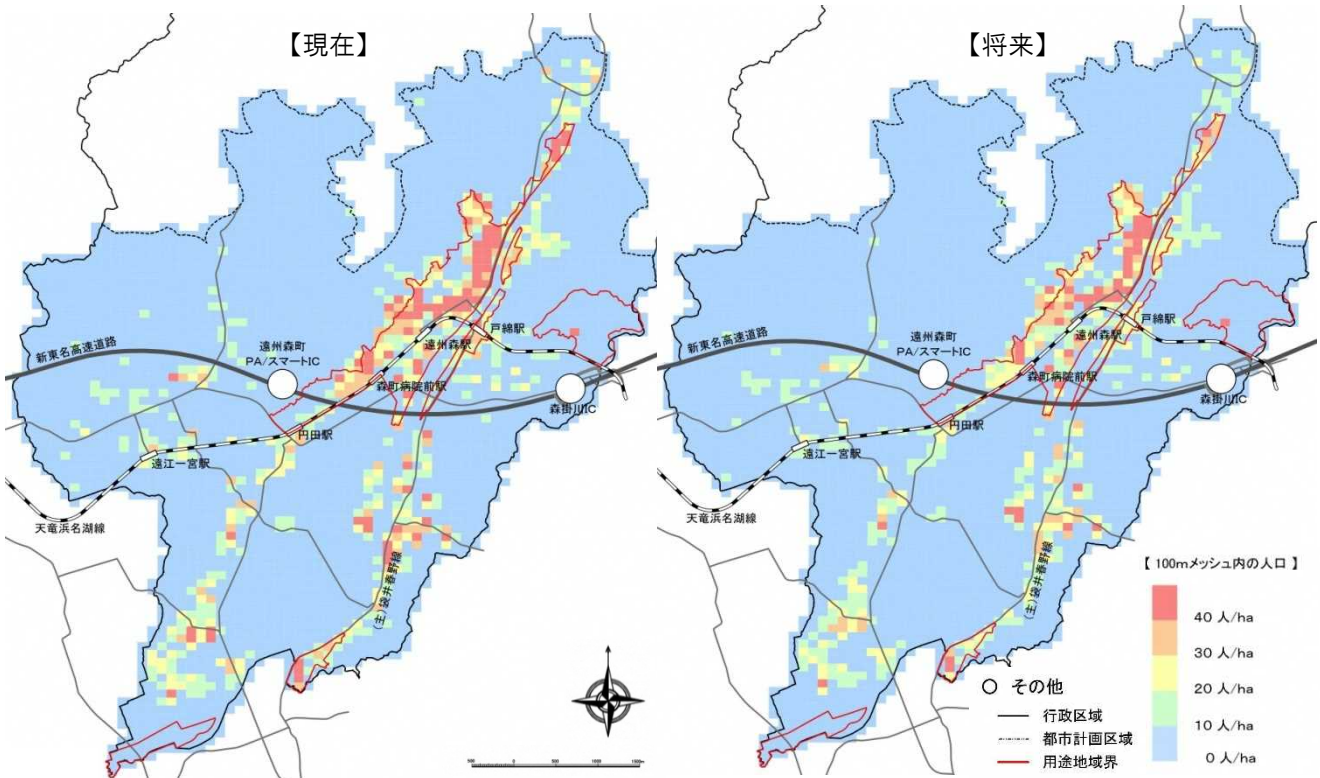 【現在】
新東名高速道路
遠州森町
PA/スマートIC
戸綿駅
遠州森駅
森町病院前駅
森掛川IC
円田駅
遠江一宮駅
天竜浜名湖線
(主)袋井春野線
500 0 500 1000 1500m
【将来】
新東名高速道路
遠州森町
PA/スマートIC
戸綿駅
遠州森駅
森町病院前駅
森掛川IC
円田駅
遠江一宮駅
天竜浜名湖線
(主)袋井春野線
【 100mメッシュ内の人口 】
40 人/ha
30 人/ha
20 人/ha
10 人/ha
0 人/ha
その他
行政区域
都市計画区域
用途地域界